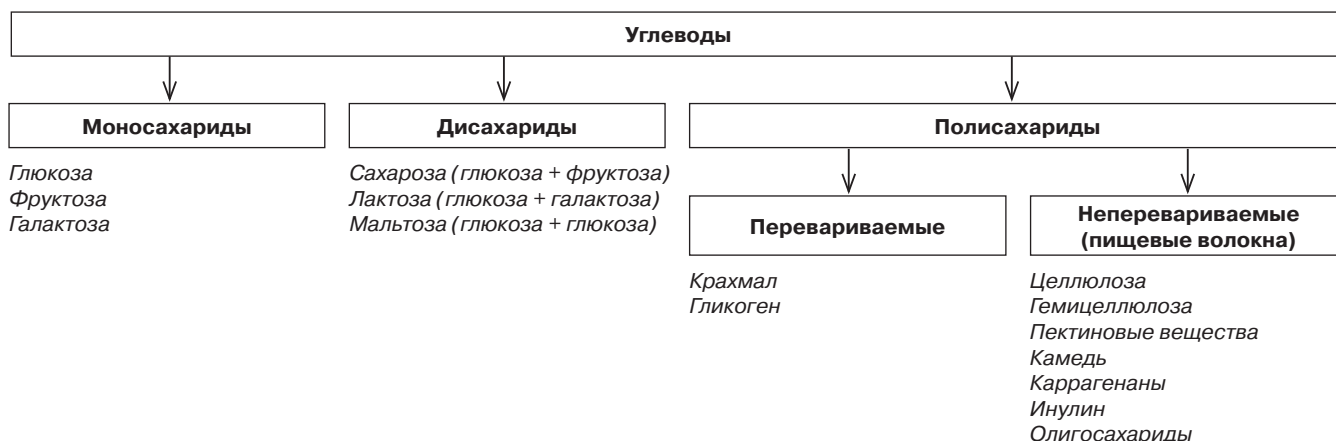 Углеводы
Моносахариды
Глюкоза
Фруктоза
Галактоза
Дисахариды
Сахароза (глюкоза + фруктоза)
Лактоза (глюкоза + галактоза)
Мальтоза (глюкоза + глюкоза)
Полисахариды
Перевариваемые
Крахмал
Гликоген
Неперевариваемые
(пищевые волокна)
Целлюлоза
Гемицеллюлоза
Пектиновые вещества
Камедь
Каррагенаны
Инулин
Олигосахариды